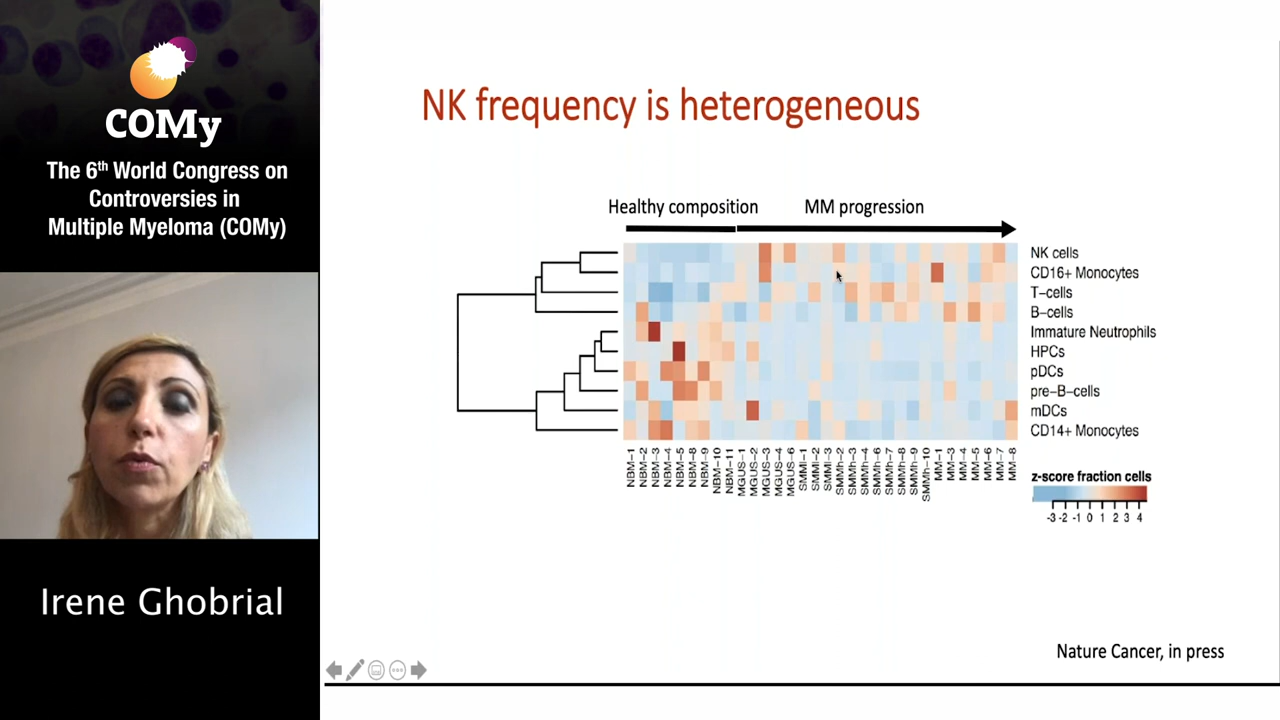 COMy
The 6th World Congress on
Controversies in
Multiple Myeloma (COMy)
Irene Ghobrial
NK frequency is heterogeneous
Healthy composition
MM progression
NK cells
CD16+ Monocytes
T-cells
B-cells
Immature Neutrophils
HPCs
pDCs
pre-B-cells
mDCs
CD14+ Monocytes
NBM-1
NBM-2
NBM-3
NBM-4
NBM-5
NBM-8
NBM-9
NBM-10
NBM-11
MGUS-1
MGUS-2
MGUS-3
MGUS-4
MGUS-6
SMMl-1
SMMl-2
SMMl-3
SMMh-2
SMMh-3
SMMh-4
SMMh-6
SMMh-7
SMMh-8
SMMh-9
SMMh-10
MM-1
MM-3
MM-4
MM-5
MM-6
MM-7
MM-8
z-score fraction cells
-3 -2 -1 0 1 2 3 4
Nature Cancer, in press